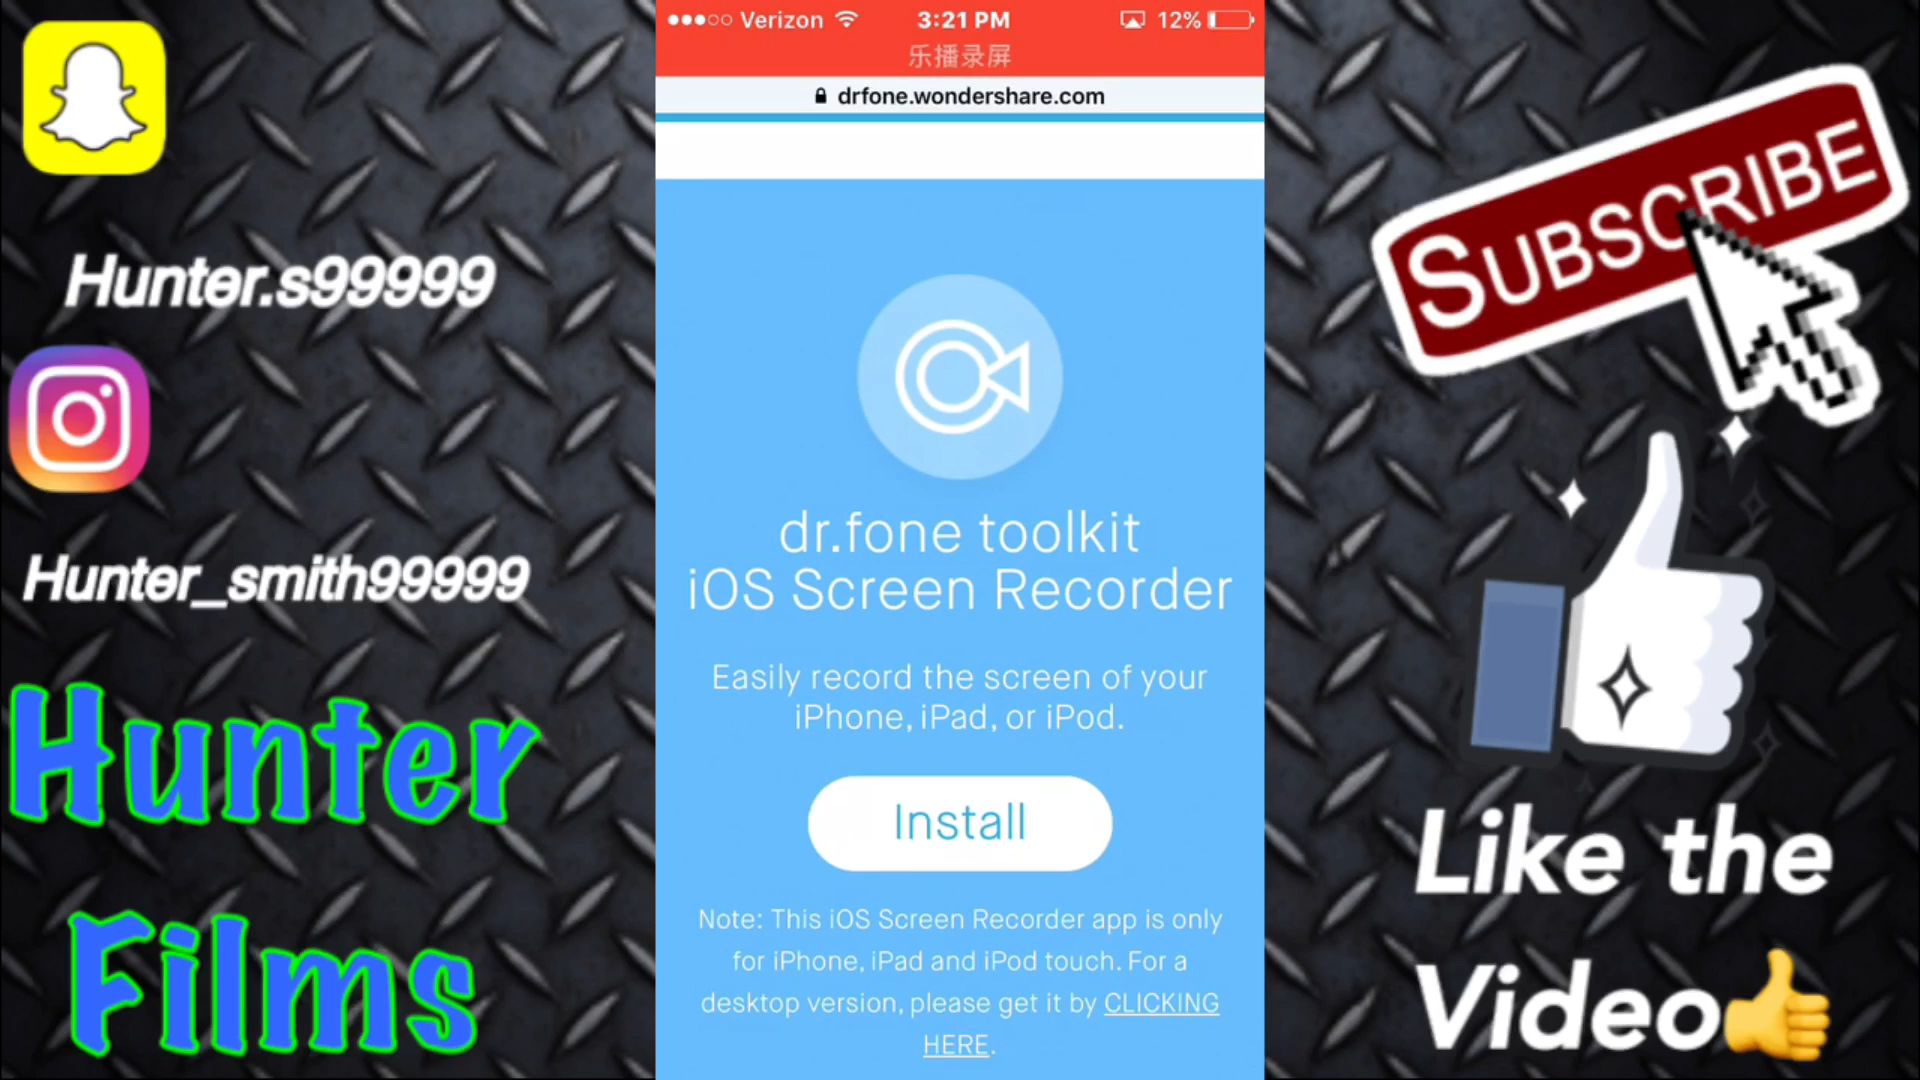 Verizon 3:21 PM 12%
乐播录屏
drfone.wondershare.com
Hunter.s99999
Hunter_smith99999
Hunter
Films
dr.fone toolkit
iOS Screen Recorder
Easily record the screen of your
iPhone, iPad, or iPod.
Install
Note: This iOS Screen Recorder app is only
for iPhone, iPad and iPod touch. For a
desktop version, please get it by CLICKING
HERE.
SUBSCRIBE
Like the
Video👍